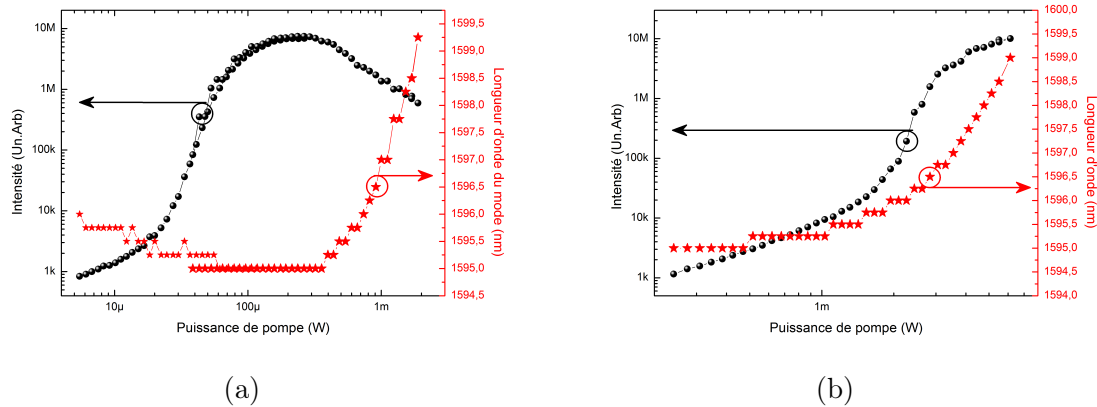 10M
1M
100k
10k
1k
Intensité (Un.Arb)
10µ
100µ
1m
Puissance de pompe (W)
1599,5
1599,0
1598,5
1598,0
1597,5
1597,0
1596,5
1596,0
1595,5
1595,0
1594,5
Longueur d'onde du mode (nm)
(a)
10M
1M
100k
10k
1k
Intensité (Un.Arb)
1m
Puissance de pompe (W)
1600,0
1599,5
1599,0
1598,5
1598,0
1597,5
1597,0
1596,5
1596,0
1595,5
1595,0
1594,5
1594,0
Longueur d'onde (nm)
(b)